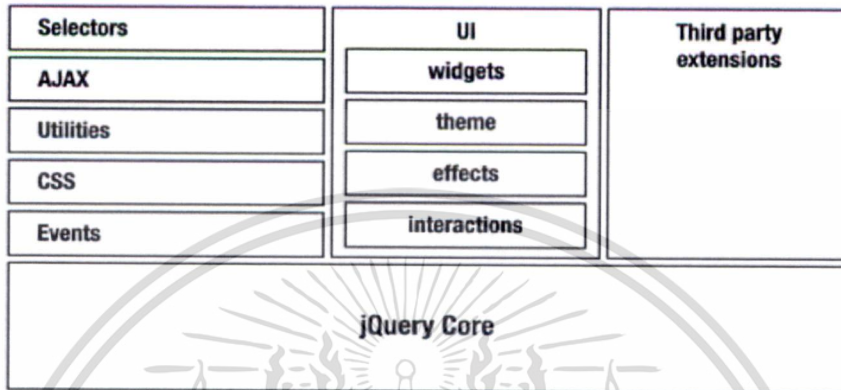 Selectors
AJAX
Utilities
CSS
Events
UI
widgets
theme
effects
interactions
Third party
extensions
jQuery Core